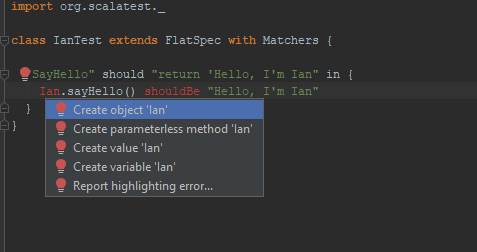 import org.scalatest._
class IanTest extends FlatSpec with Matchers {
SayHello" should "return 'Hello, I'm Ian" in {
Ian.sayHello() shouldBe "Hello, I'm Ian"
}
}
Create object 'Ian'
Create parameterless method 'Ian'
Create value 'Ian'
Create variable 'Ian'
Report highlighting error...